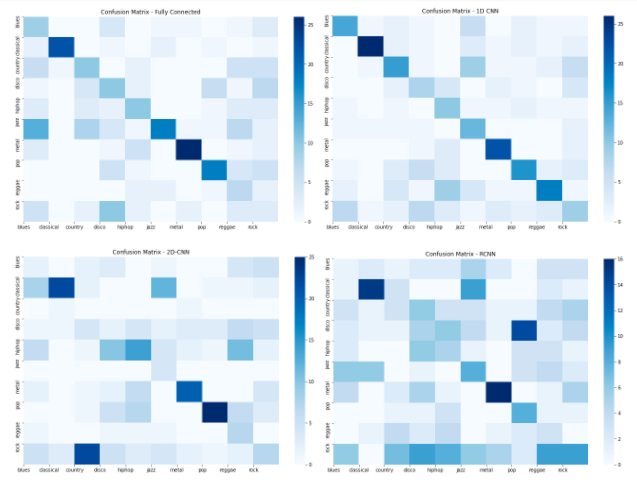 Confusion Matrix - Fully Connected
blues
classical
country
disco
hiphop
jazz
metal
pop
reggae
rock
blues classical country disco hiphop jazz metal pop reggae rock
25
20
15
10
5
0
Confusion Matrix - 1D CNN
blues
classical
country
disco
hiphop
jazz
metal
pop
reggae
rock
blues classical country disco hiphop jazz metal pop reggae rock
25
20
15
10
5
0
Confusion Matrix - 2D-CNN
blues
classical
country
disco
hiphop
jazz
metal
pop
reggae
rock
blues classical country disco hiphop jazz metal pop reggae rock
25
20
15
10
5
0
Confusion Matrix - RCNN
blues
classical
country
disco
hiphop
jazz
metal
pop
reggae
rock
blues classical country disco hiphop jazz metal pop reggae rock
16
14
12
10
8
6
4
2
0